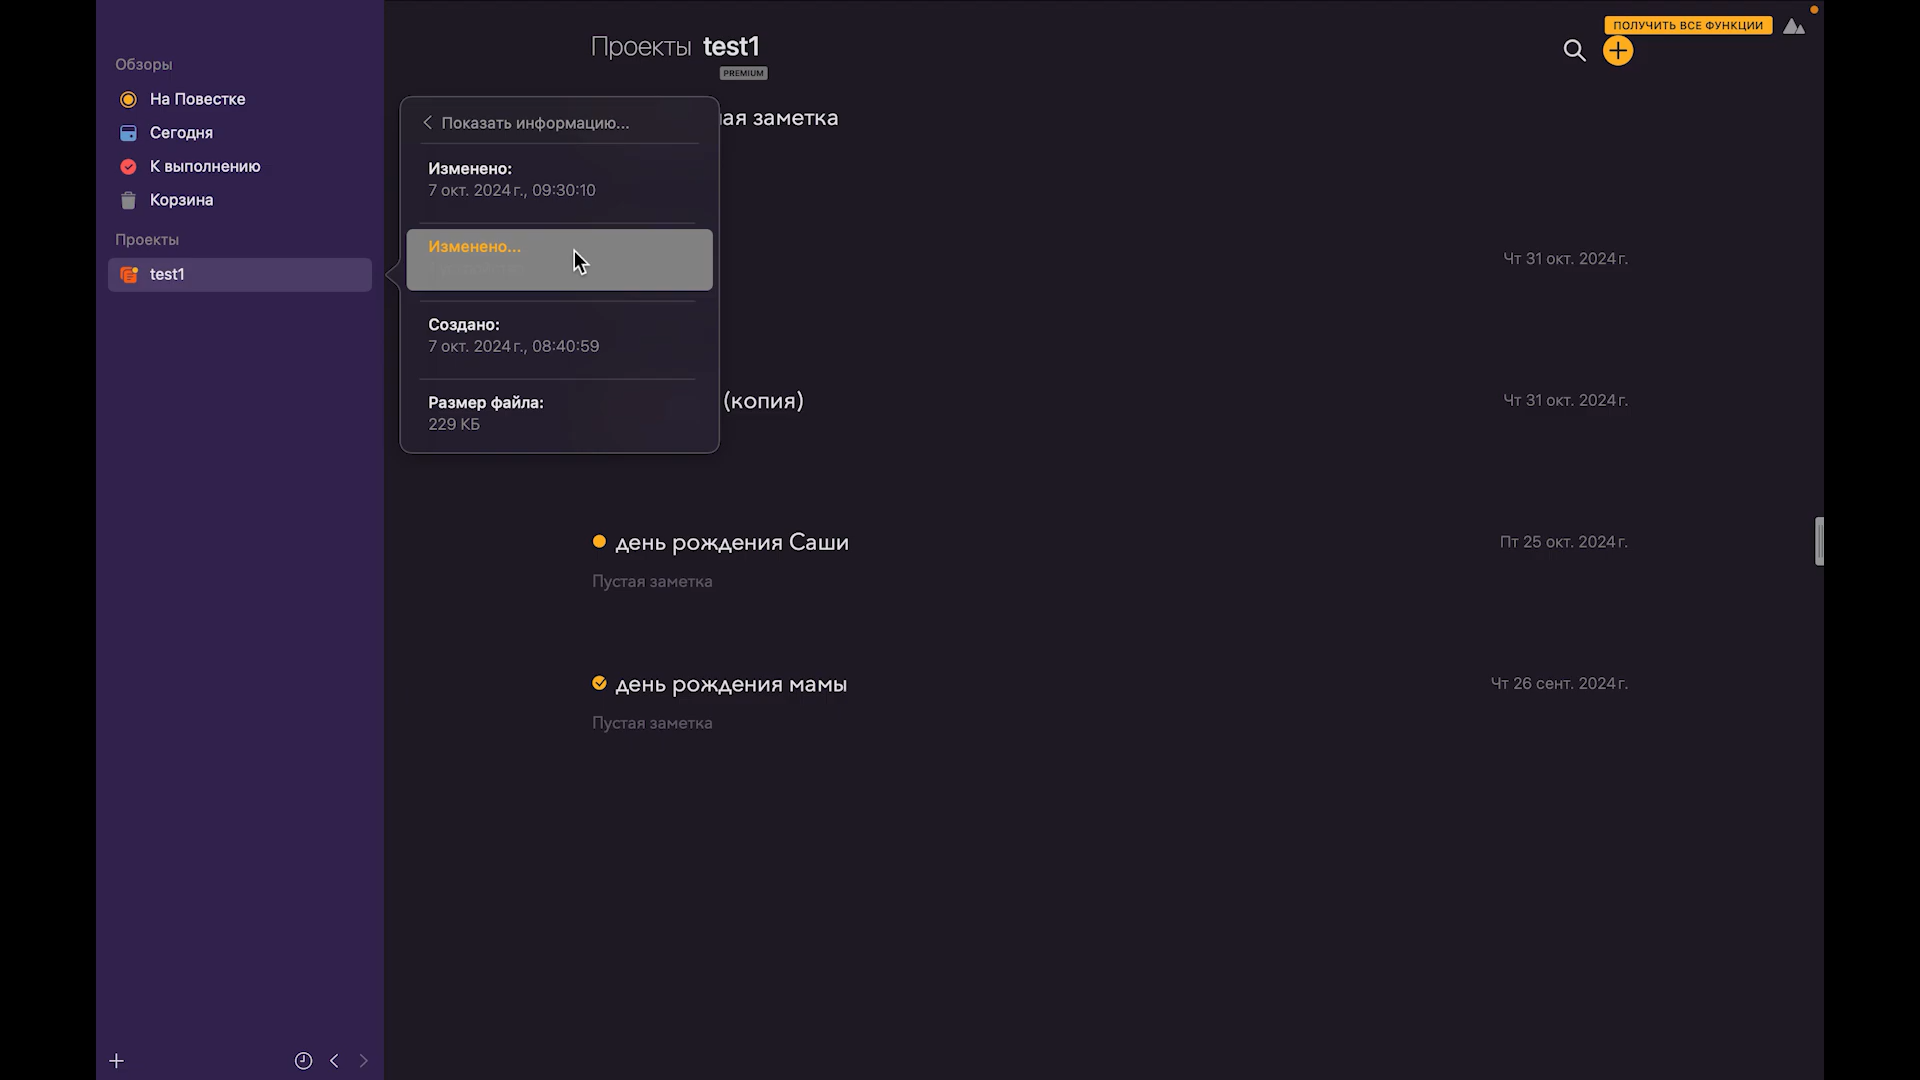 Обзоры
На Повестке
Сегодня
К выполнению
Корзина
Проекты
test1
Проекты test1
PREMIUM
ПОЛУЧИТЬ ВСЕ ФУНКЦИИ
Показать информацию...
Изменено:
7 окт. 2024 г., 09:30:10
Изменено...
Создано:
7 окт. 2024 г., 08:40:59
Размер файла:
229 КБ
ая заметка
Чт 31 окт. 2024 г.
(копия)
Чт 31 окт. 2024 г.
день рождения Саши
Пт 25 окт. 2024 г.
Пустая заметка
день рождения мамы
Чт 26 сент. 2024 г.
Пустая заметка